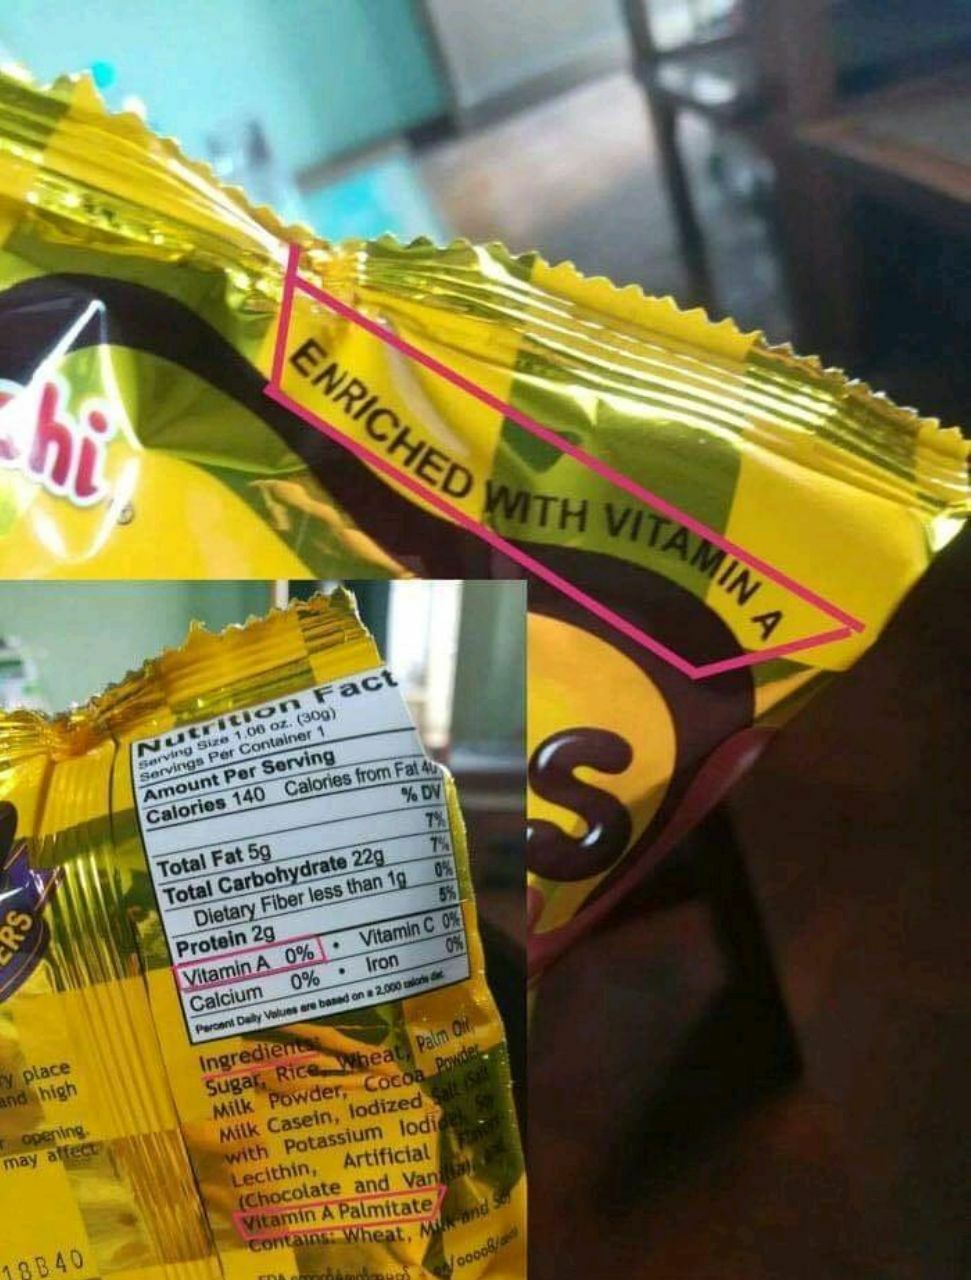 hi
ENRICHED WITH VITAMIN A
S
Nutrition Fact
Serving Size 1.06 oz. (30g)
Servings Per Container 1
Amount Per Serving
Calories 140 Calories from Fat 40
% DV
Total Fat 5g 7%
Total Carbohydrate 22g 7%
Dietary Fiber less than 1g 0%
Protein 2g 5%
Vitamin A 0% • Vitamin C 0%
Calcium 0% • Iron 0%
Percent Daily Values are based on a 2,000 calorie diet.
Ingredients:
Sugar, Rice, Wheat, Palm Oil,
Milk Powder, Cocoa Powder,
Milk Casein, Iodized Salt (Salt
with Potassium
Lecithin, Artificial
(Chocolate and
Vitamin A Palmitate
Contains: Wheat, Milk and
ERS
place
and high
opening
may affect
18B40